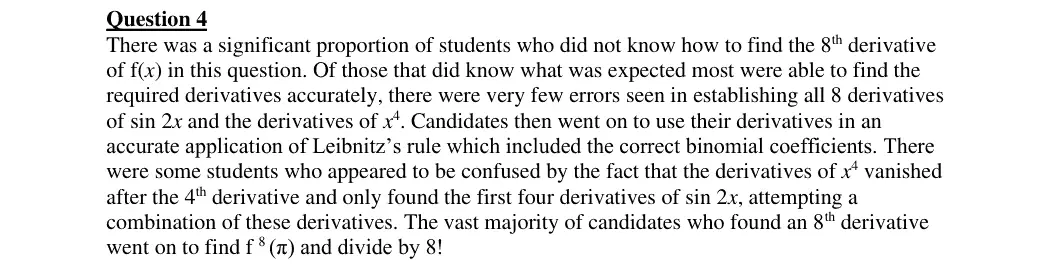 Question 4
There was a significant proportion of students who did not know how to find the 8th derivative
of f(x) in this question. Of those that did know what was expected most were able to find the
required derivatives accurately, there were very few errors seen in establishing all 8 derivatives
of sin 2x and the derivatives of x⁴. Candidates then went on to use their derivatives in an
accurate application of Leibnitz’s rule which included the correct binomial coefficients. There
were some students who appeared to be confused by the fact that the derivatives of x⁴ vanished
after the 4th derivative and only found the first four derivatives of sin 2x, attempting a
combination of these derivatives. The vast majority of candidates who found an 8th derivative
went on to find f ⁸ (π) and divide by 8!